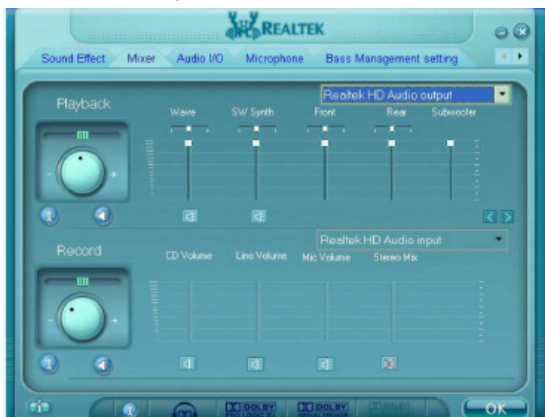 REALTEK
Sound Effect Mixer Audio I/O Microphone Bass Management setting
Playback
Realtek HD Audio output
Wave SW Synth Front Rear Subwoofer
- +
Record
Realtek HD Audio input
CD Volume Line Volume Mic Volume Stereo Mix
- +
DOLBY DOLBY
OK